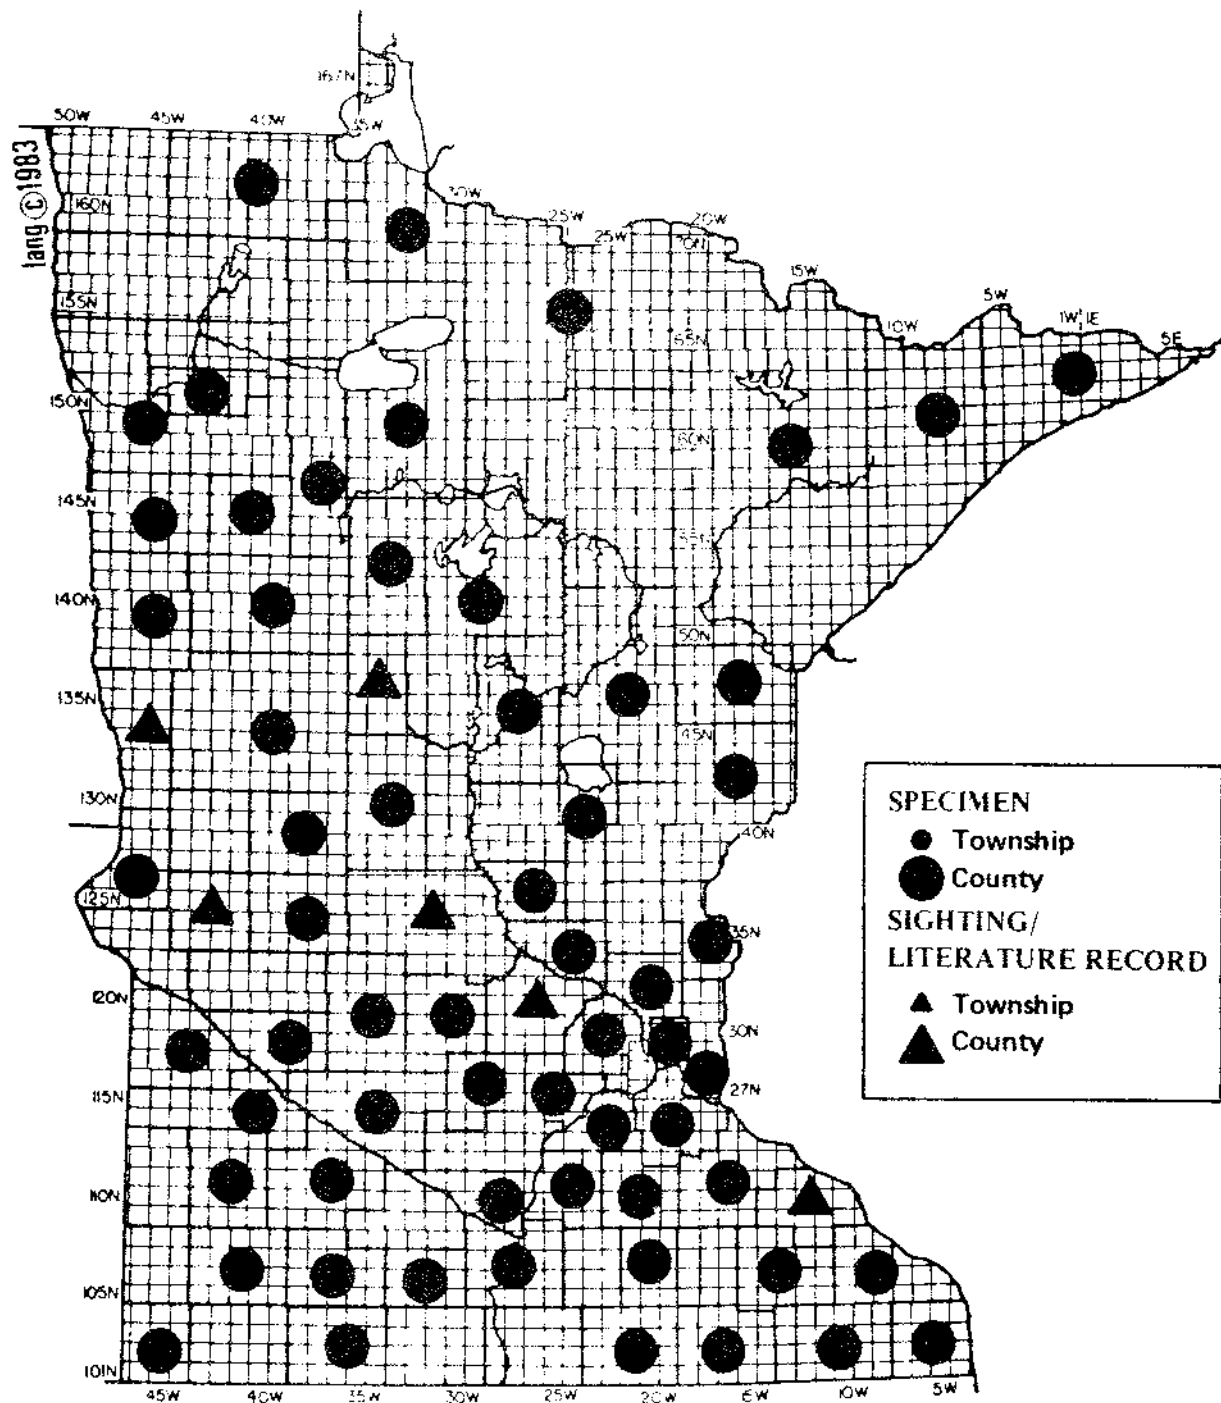 167N
50W 45W 40W 35W
lang ©1983
160N
30W
25W
25W
20W
70N
15W
155N
5W
1W 1E
10W
5E
65N
150N
60N
145N
55N
140N
50N
135N
45N
130N
40N
125N
35N
120N
30N
115N
27N
110N
105N
101N
45W 40W 35W 30W 25W 20W 6W 10W 5W
SPECIMEN
Township
County
SIGHTING/
LITERATURE RECORD
Township
County